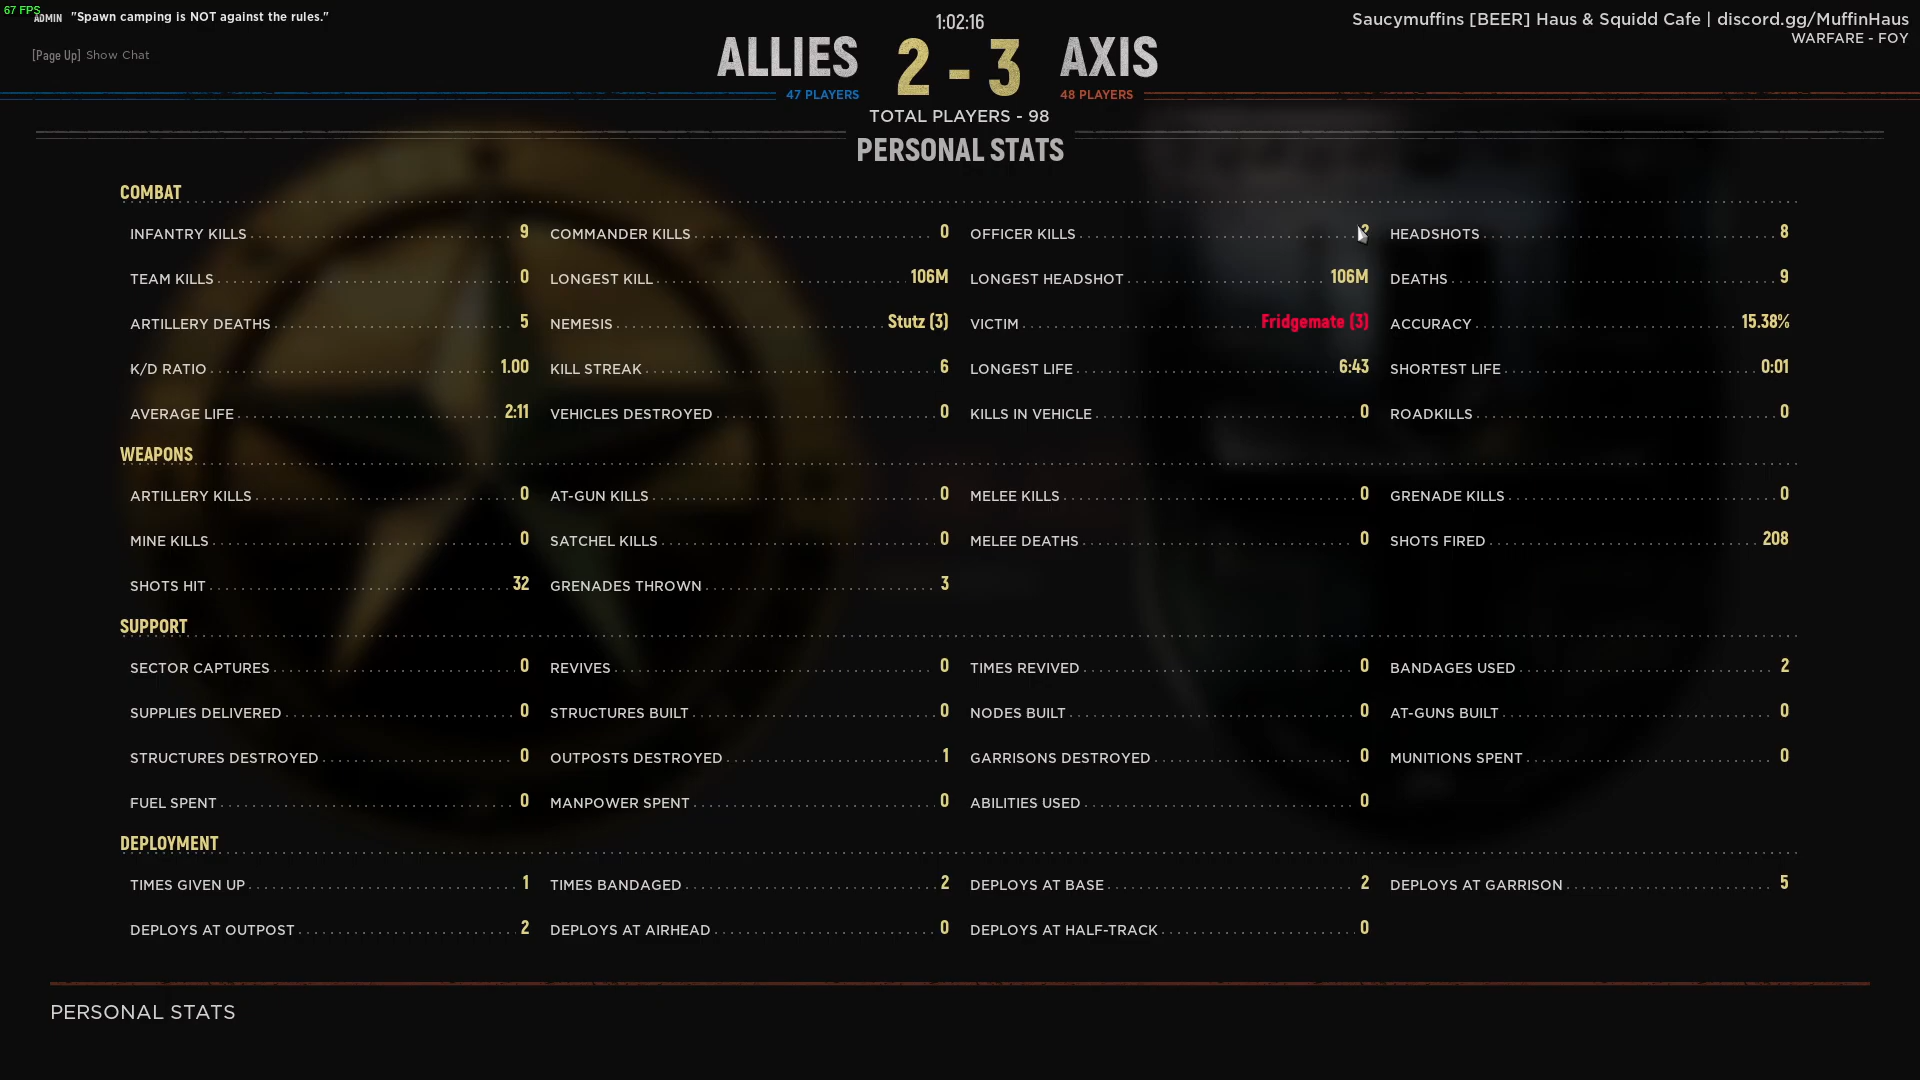 67 FPS
ADMIN "Spawn camping is NOT against the rules."
[Page Up] Show Chat
1:02:16
ALLIES 2 - 3 AXIS
47 PLAYERS 48 PLAYERS
TOTAL PLAYERS - 98
Saucymuffins [BEER] Haus & Squidd Cafe | discord.gg/MuffinHaus
WARFARE - FOY
PERSONAL STATS
COMBAT
INFANTRY KILLS 9 COMMANDER KILLS 0 OFFICER KILLS HEADSHOTS 8
TEAM KILLS 0 LONGEST KILL 106M LONGEST HEADSHOT 106M DEATHS 9
ARTILLERY DEATHS 5 NEMESIS Stutz (3) VICTIM Fridgemate (3) ACCURACY 15.38%
K/D RATIO 1.00 KILL STREAK 6 LONGEST LIFE 6:43 SHORTEST LIFE 0:01
AVERAGE LIFE 2:11 VEHICLES DESTROYED 0 KILLS IN VEHICLE 0 ROADKILLS 0
WEAPONS
ARTILLERY KILLS 0 AT-GUN KILLS 0 MELEE KILLS 0 GRENADE KILLS 0
MINE KILLS 0 SATCHEL KILLS 0 MELEE DEATHS 0 SHOTS FIRED 208
SHOTS HIT 32 GRENADES THROWN 3
SUPPORT
SECTOR CAPTURES 0 REVIVES 0 TIMES REVIVED 0 BANDAGES USED 2
SUPPLIES DELIVERED 0 STRUCTURES BUILT 0 NODES BUILT 0 AT-GUNS BUILT 0
STRUCTURES DESTROYED 0 OUTPOSTS DESTROYED 1 GARRISONS DESTROYED 0 MUNITIONS SPENT 0
FUEL SPENT 0 MANPOWER SPENT 0 ABILITIES USED 0
DEPLOYMENT
TIMES GIVEN UP 1 TIMES BANDAGED 2 DEPLOYS AT BASE 2 DEPLOYS AT GARRISON 5
DEPLOYS AT OUTPOST 2 DEPLOYS AT AIRHEAD 0 DEPLOYS AT HALF-TRACK 0
PERSONAL STATS